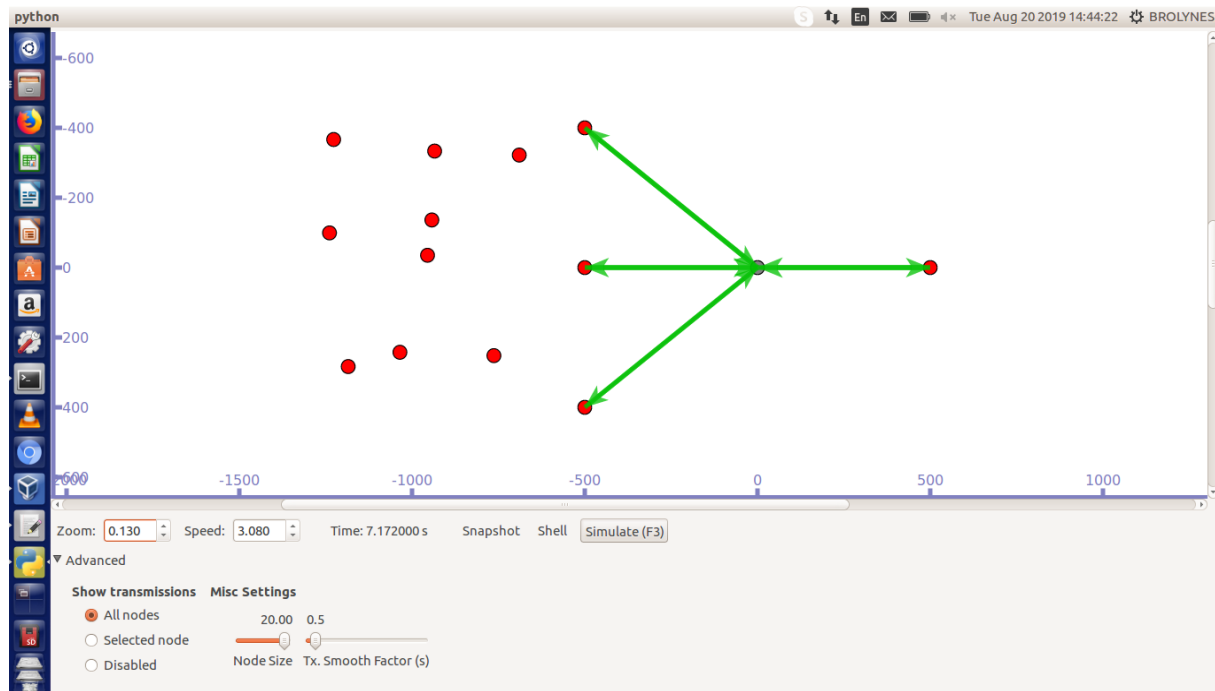 python
S En Tue Aug 20 2019 14:44:22 BROLYNES
-600
-400
-200
0
200
400
600
-2000 -1500 -1000 -500 0 500 1000
Zoom: 0.130 Speed: 3.080 Time: 7.172000 s Snapshot Shell Simulate (F3)
Advanced
Show transmissions Misc Settings
All nodes 20.00 0.5
Selected node
Disabled Node Size Tx. Smooth Factor (s)